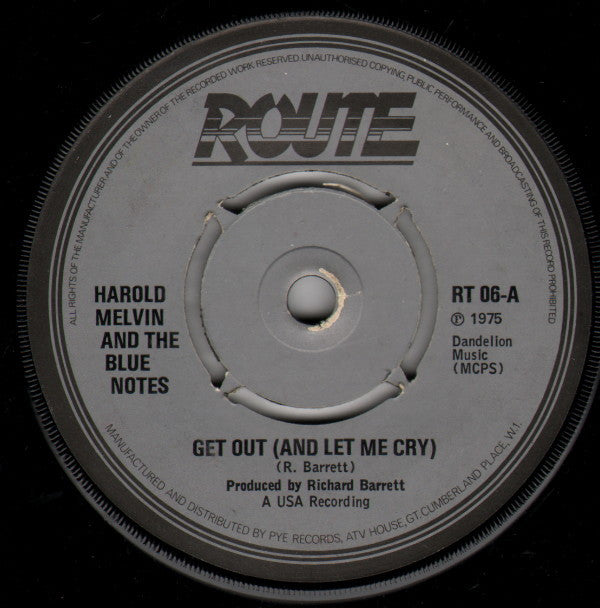 ALL RIGHTS OF THE MANUFACTURER AND OF THE OWNER OF THE RECORDED WORK RESERVED. UNAUTHORISED COPYING, PUBLIC PERFORMANCE AND BROADCASTING OF THIS RECORD PROHIBITED
ROUTE
HAROLD
MELVIN
AND THE
BLUE
NOTES
RT 06-A
℗ 1975
Dandelion
Music
(MCPS)
GET OUT (AND LET ME CRY)
(R. Barrett)
Produced by Richard Barrett
A USA Recording
MANUFACTURED AND DISTRIBUTED BY PYE RECORDS, ATV HOUSE, GT. CUMBERLAND PLACE, W.1.